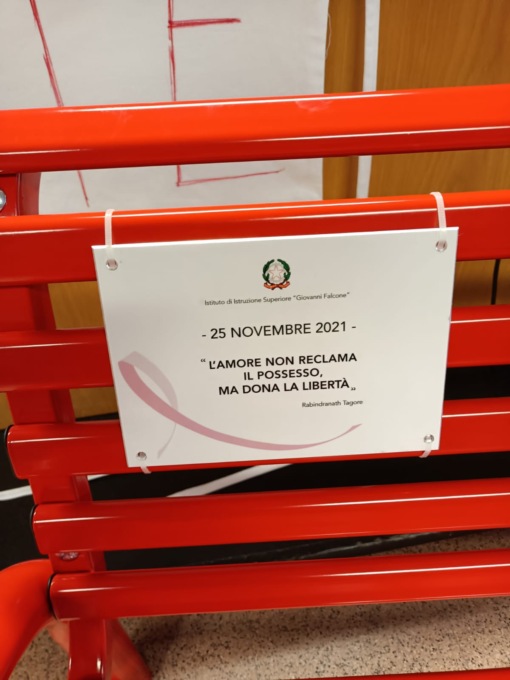 Istituto di Istruzione Superiore "Giovanni Falcone"
- 25 NOVEMBRE 2021 -
“L'AMORE NON RECLAMA
IL POSSESSO,
MA DONA LA LIBERTÀ„
Rabindranath Tagore